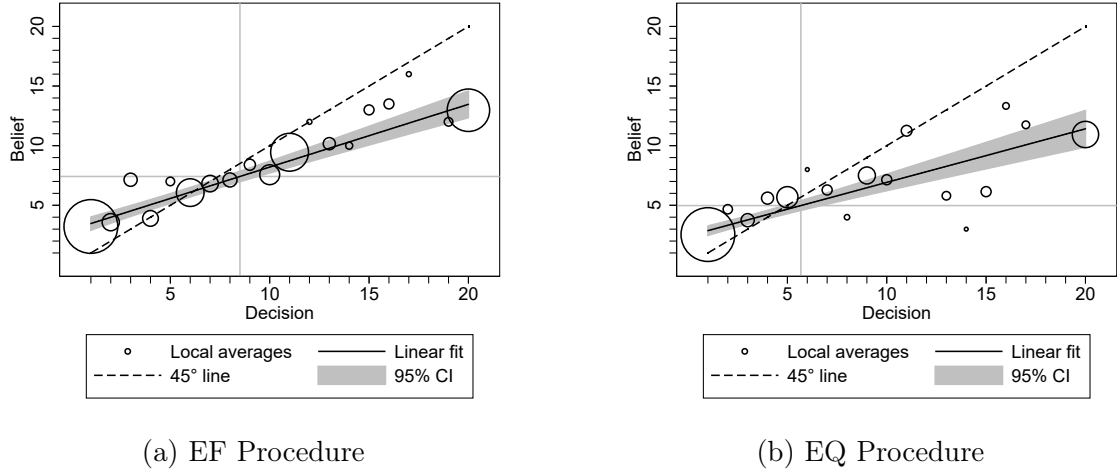 20
15
10
5
Belief
5 10 15 20
Decision
Local averages Linear fit
45° line 95% CI
(a) EF Procedure
20
15
10
5
Belief
5 10 15 20
Decision
Local averages Linear fit
45° line 95% CI
(b) EQ Procedure